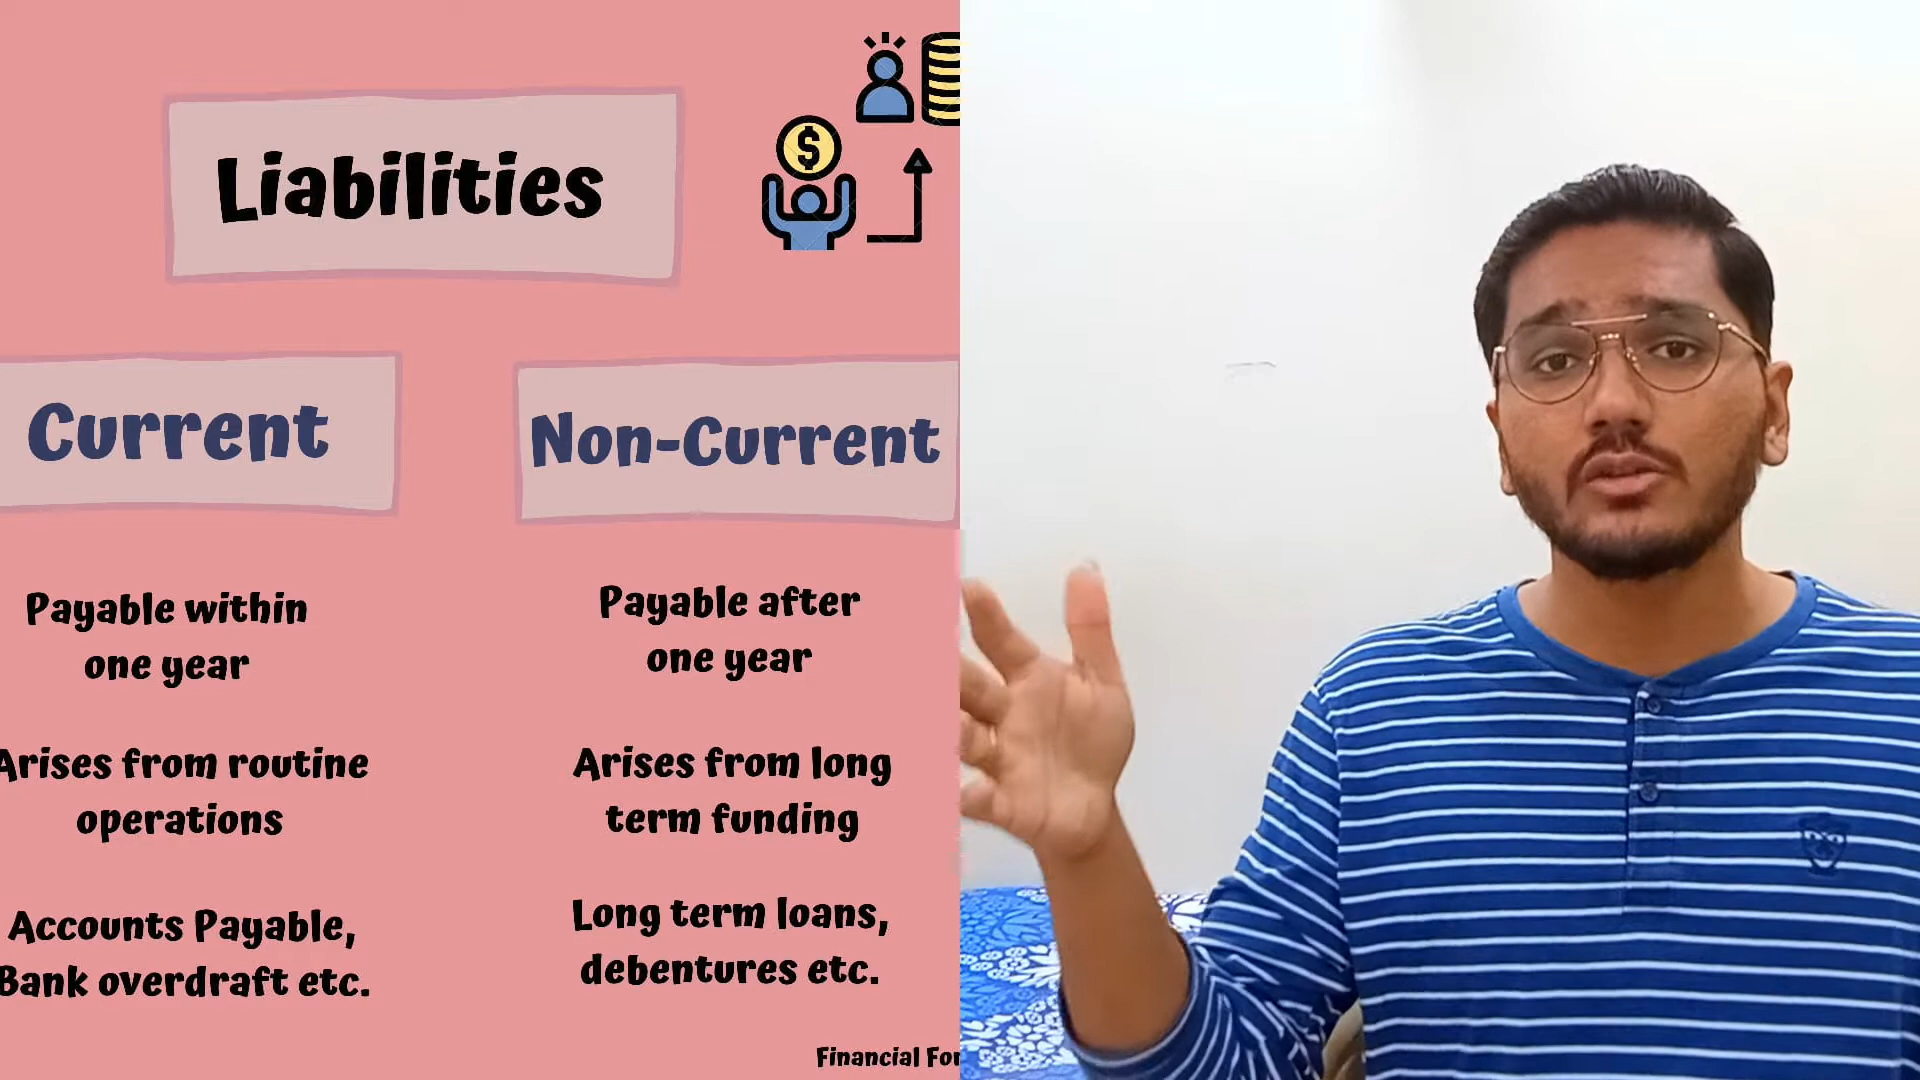 Liabilities
Current
Non-Current
Payable within
one year
Payable after
one year
Arises from routine
operations
Arises from long
term funding
Accounts Payable,
Bank overdraft etc.
Long term loans,
debentures etc.
Financial